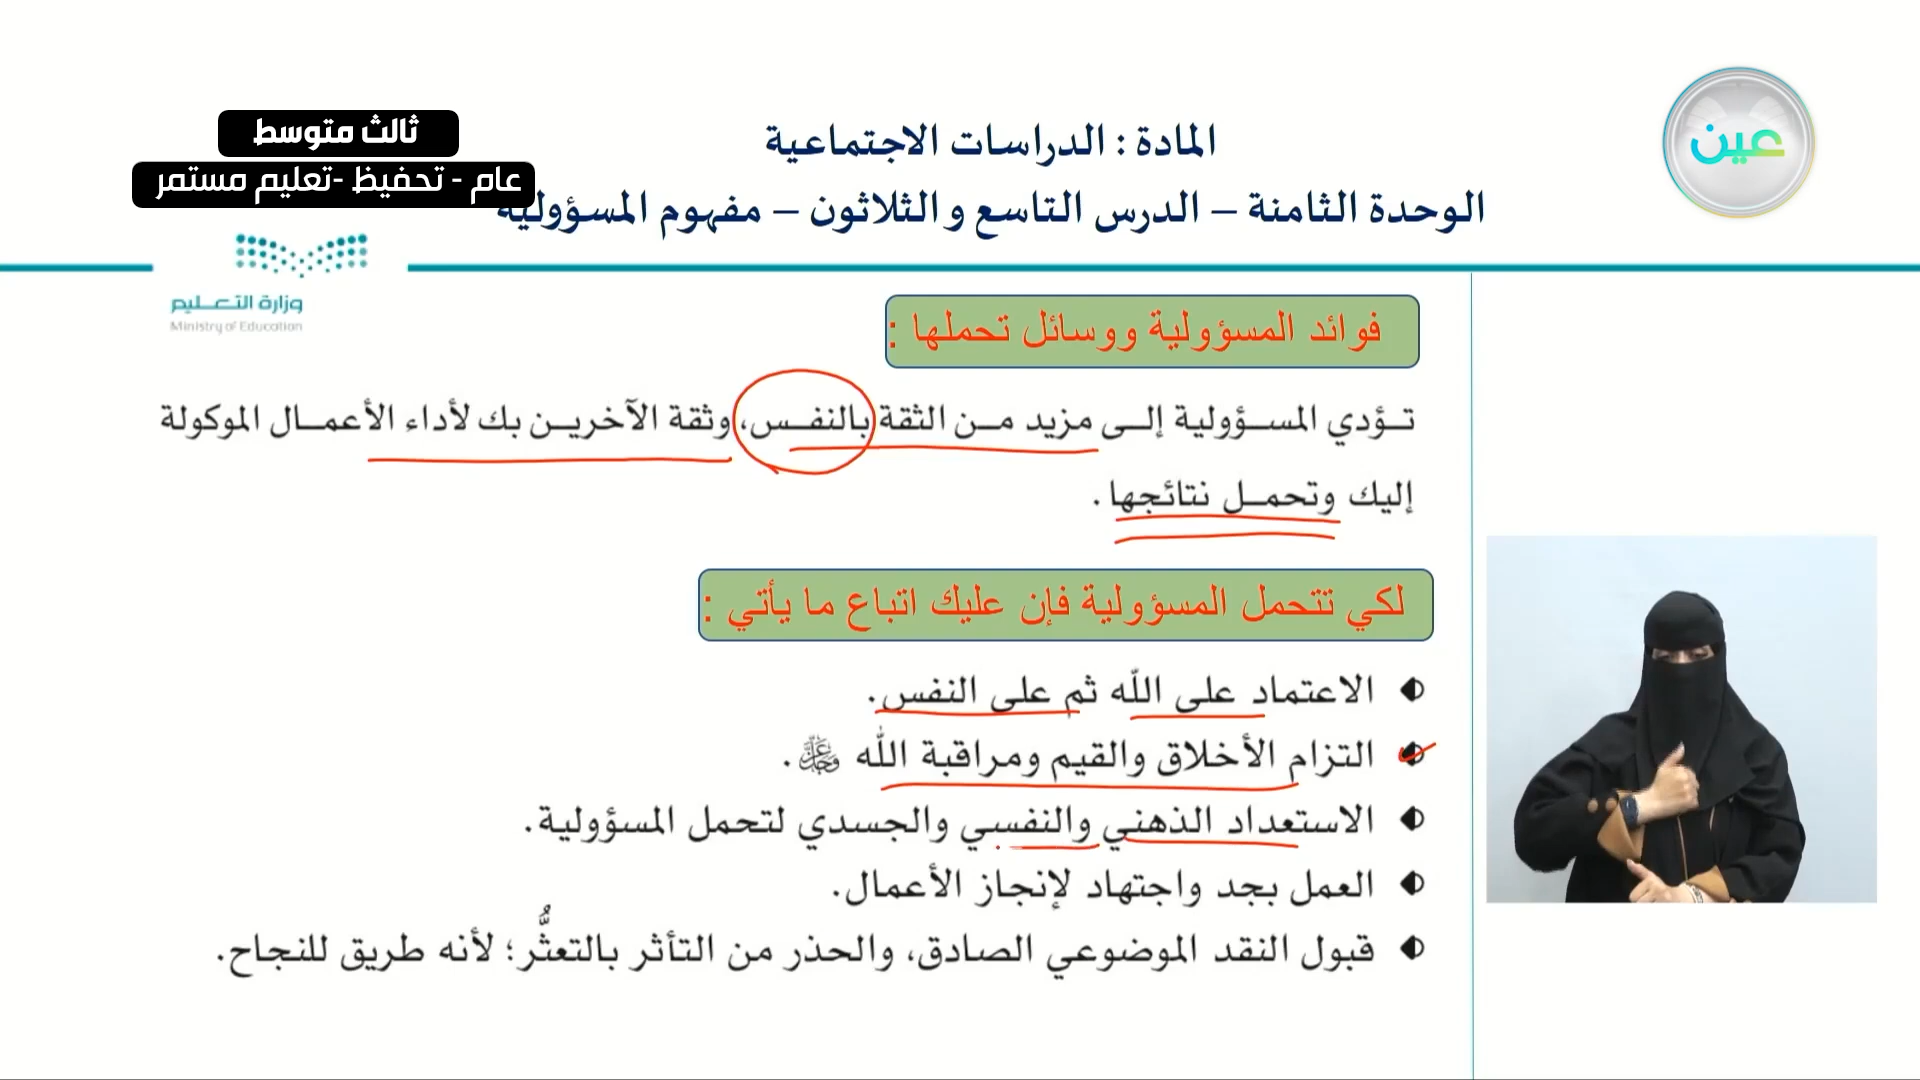 ثالث متوسط
عام - تحفيظ -تعليم مستمر
المادة : الدراسات الاجتماعية
الوحدة الثامنة – الدرس التاسع والثلاثون – مفهوم المسؤولية
عين
وزارة التعليم
Ministry of Education
فوائد المسؤولية ووسائل تحملها :
تؤدي المسؤولية إلى مزيد من الثقة بالنفس، وثقة الآخرين بك لأداء الأعمال الموكولة
إليك وتحمل نتائجها .
لكي تتحمل المسؤولية فإن عليك اتباع ما يأتي :
الاعتماد على الله ثم على النفس.
التزام الأخلاق والقيم ومراقبة الله عز وجل .
الاستعداد الذهني والنفسي والجسدي لتحمل المسؤولية.
العمل بجد واجتهاد لإنجاز الأعمال.
قبول النقد الموضوعي الصادق، والحذر من التأثر بالتعثُّر؛ لأنه طريق للنجاح.